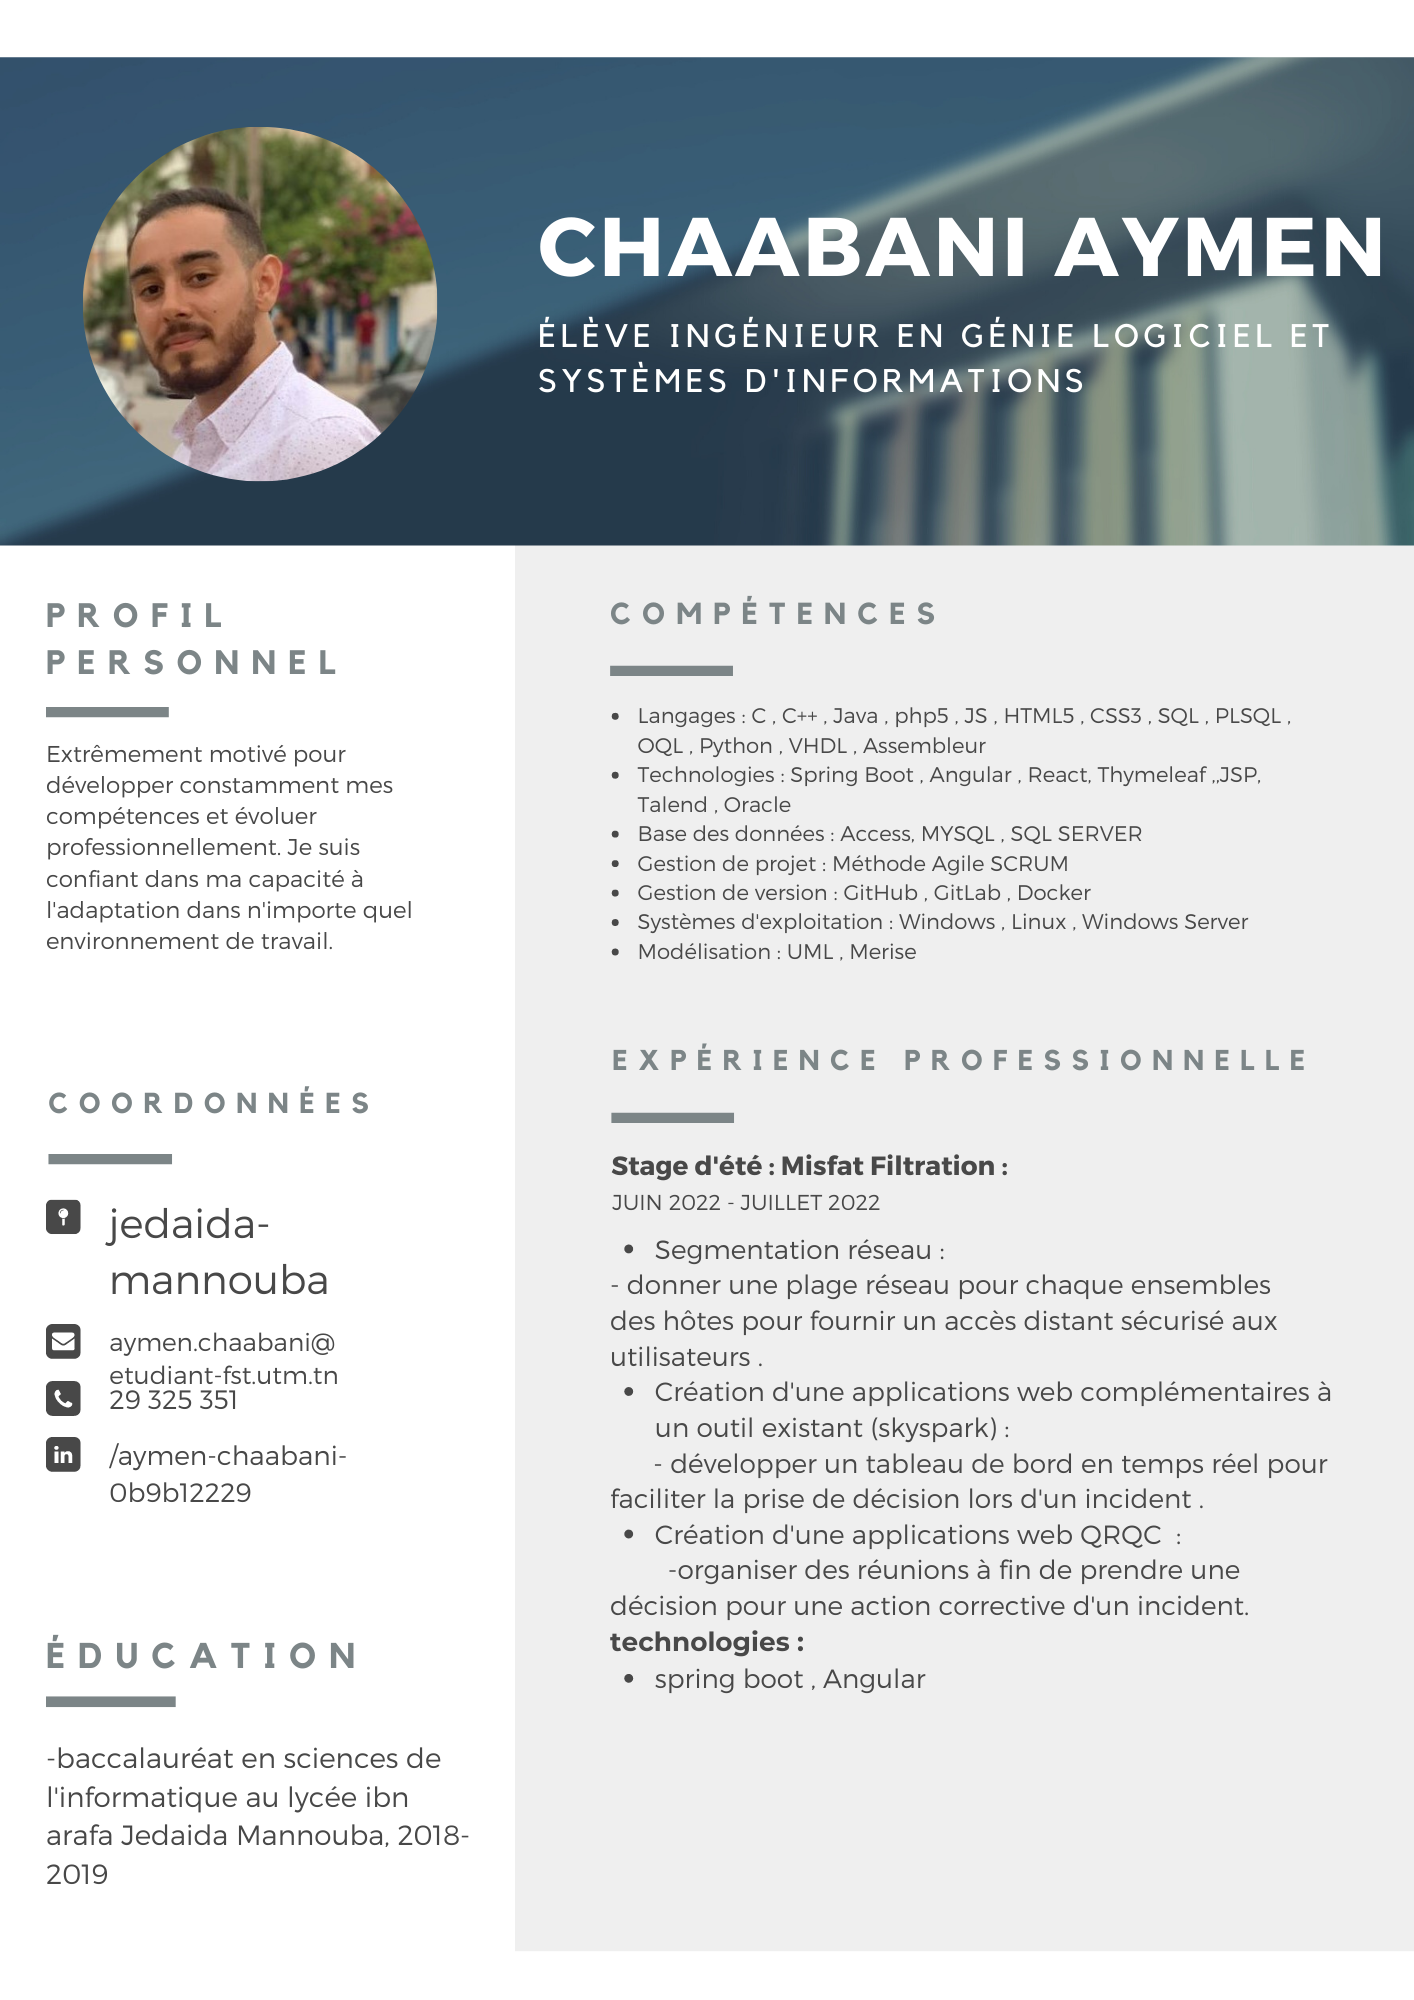 CHAABANI AYMEN
ÉLÈVE INGÉNIEUR EN GÉNIE LOGICIEL ET
SYSTÈMES D'INFORMATIONS
PROFIL
PERSONNEL
Extrêmement motivé pour
développer constamment mes
compétences et évoluer
professionnellement. Je suis
confiant dans ma capacité à
l'adaptation dans n'importe quel
environnement de travail.
COORDONNÉES
jedaida-
mannouba
aymen.chaabani@
etudiant-fst.utm.tn
29 325 351
/aymen-chaabani-
0b9b12229
ÉDUCATION
-baccalauréat en sciences de
l'informatique au lycée ibn
arafa Jedaida Mannouba, 2018-
2019
COMPÉTENCES
• Langages : C , C++ , Java , php5 , JS , HTML5 , CSS3 , SQL , PLSQL ,
OQL , Python , VHDL , Assembleur
• Technologies : Spring Boot , Angular , React, Thymeleaf ,,JSP,
Talend , Oracle
• Base des données : Access, MYSQL , SQL SERVER
• Gestion de projet : Méthode Agile SCRUM
• Gestion de version : GitHub , GitLab , Docker
• Systèmes d'exploitation : Windows , Linux , Windows Server
• Modélisation : UML , Merise
EXPÉRIENCE PROFESSIONNELLE
Stage d'été : Misfat Filtration :
JUIN 2022 - JUILLET 2022
• Segmentation réseau :
- donner une plage réseau pour chaque ensembles
des hôtes pour fournir un accès distant sécurisé aux
utilisateurs .
• Création d'une applications web complémentaires à
un outil existant (skyspark) :
- développer un tableau de bord en temps réel pour
faciliter la prise de décision lors d'un incident .
• Création d'une applications web QRQC :
-organiser des réunions à fin de prendre une
décision pour une action corrective d'un incident.
technologies :
• spring boot , Angular